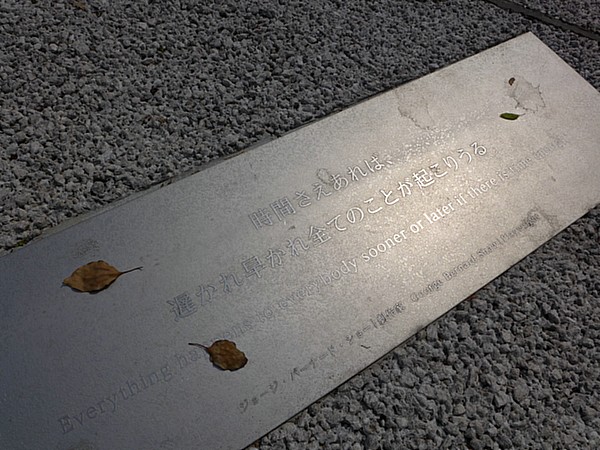 時間さえあれば、
遅かれ早かれ全てのことが起こりうる
Everything happens to everybody sooner or later if there is time
ジョージ・バーナード・ショー George Bernard Shaw